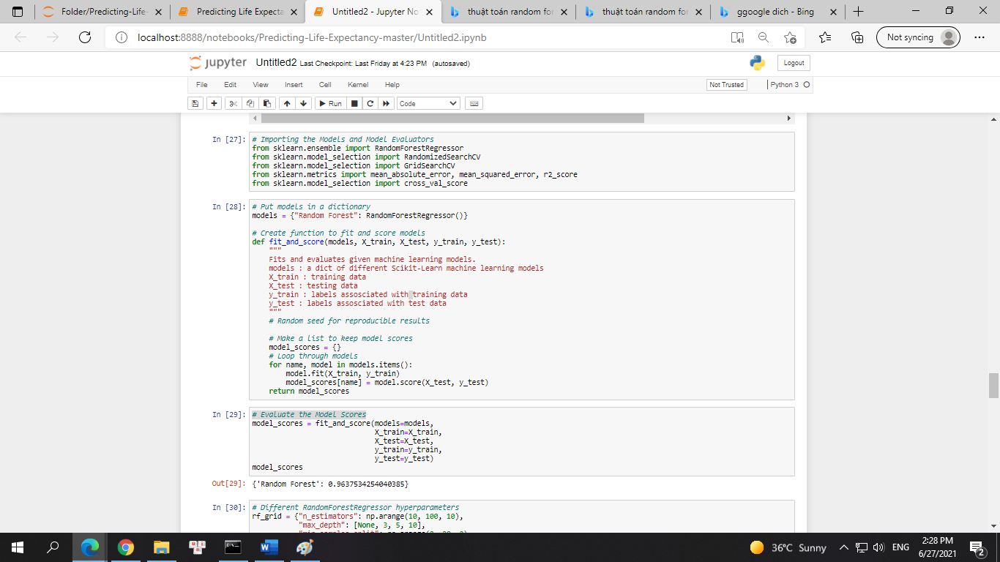 Folder/Predicting-Life-
Predicting Life Expecta
Untitled2 - Jupyter No
thuật toán random for
thuật toán random for
ggoogle dich - Bing
localhost:8888/notebooks/Predicting-Life-Expectancy-master/Untitled2.ipynb
Not syncing
jupyter Untitled2 Last Checkpoint: Last Friday at 4:23 PM (autosaved)
Logout
File Edit View Insert Cell Kernel Help
Not Trusted
Python 3
Run
Code
In [27]: # Importing the Models and Model Evaluators
from sklearn.ensemble import RandomForestRegressor
from sklearn.model_selection import RandomizedSearchCV
from sklearn.model_selection import GridSearchCV
from sklearn.metrics import mean_absolute_error, mean_squared_error, r2_score
from sklearn.model_selection import cross_val_score
In [28]: # Put models in a dictionary
models = {"Random Forest": RandomForestRegressor()}
# Create function to fit and score models
def fit_and_score(models, X_train, X_test, y_train, y_test):
"""
Fits and evaluates given machine learning models.
models : a dict of different Scikit-Learn machine learning models
X_train : training data
X_test : testing data
y_train : labels assosciated with training data
y_test : labels assosciated with test data
"""
# Random seed for reproducible results
# Make a list to keep model scores
model_scores = {}
# Loop through models
for name, model in models.items():
model.fit(X_train, y_train)
model_scores[name] = model.score(X_test, y_test)
return model_scores
In [29]: # Evaluate the Model Scores
model_scores = fit_and_score(models=models,
X_train=X_train,
X_test=X_test,
y_train=y_train,
y_test=y_test)
model_scores
Out[29]: {'Random Forest': 0.9637534254040385}
In [30]: # Different RandomForestRegressor hyperparameters
rf_grid = {"n_estimators": np.arange(10, 100, 10),
"max_depth": [None, 3, 5, 10],
36°C Sunny
ENG
2:28 PM
6/27/2021
2